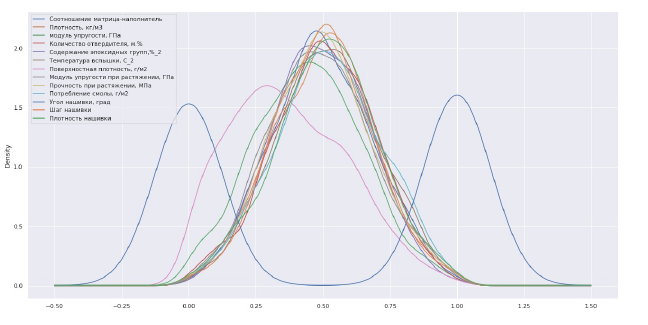 Соотношение матрица-наполнитель
Плотность, кг/м3
модуль упругости, ГПа
Количество отвердителя, м.%
Содержание эпоксидных групп,%_2
Температура вспышки, С_2
Поверхностная плотность, г/м2
Модуль упругости при растяжении, ГПа
Прочность при растяжении, МПа
Потребление смолы, г/м2
Угол нашивки, град
Шаг нашивки
Плотность нашивки
Density
2.0
1.5
1.0
0.5
0.0
−0.50 −0.25 0.00 0.25 0.50 0.75 1.00 1.25 1.50